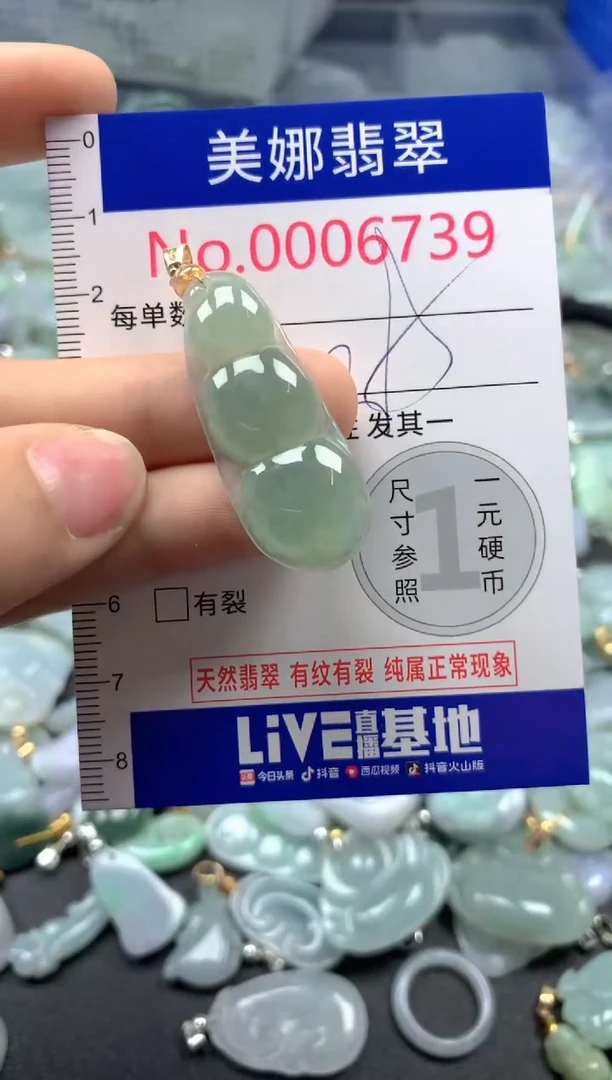 美娜翡翠
No.0006739
每单数
发其一
尺寸参照
1
一元硬币
0
1
2
6
7
8
有裂
天然翡翠 有纹有裂 纯属正常现象
LiVE直播基地
今日头条 抖音 西瓜视频 抖音火山版